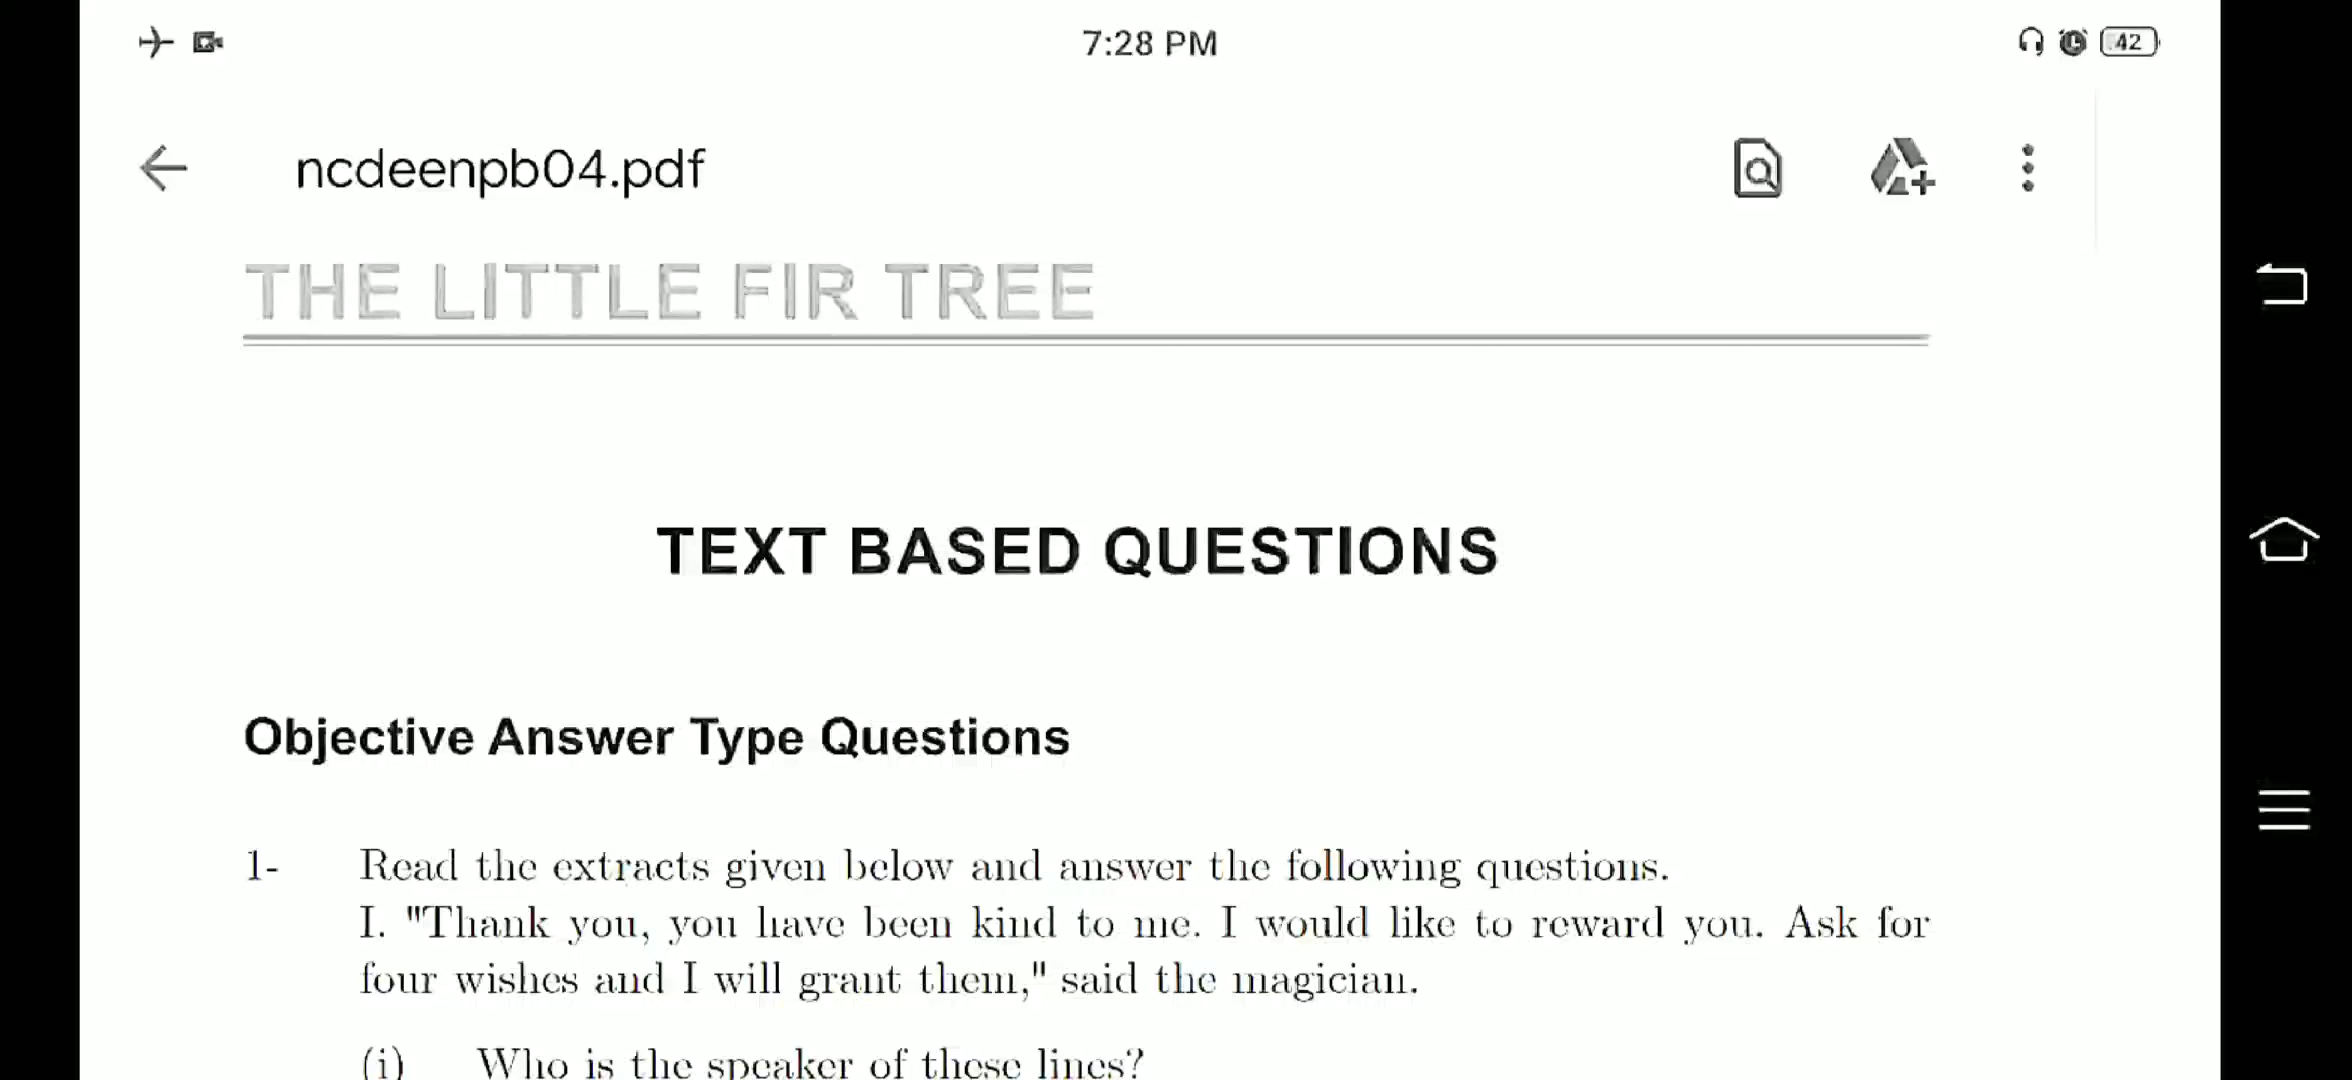 7:28 PM
42
ncdeenpb04.pdf
THE LITTLE FIR TREE
TEXT BASED QUESTIONS
Objective Answer Type Questions
1- Read the extracts given below and answer the following questions.
I. "Thank you, you have been kind to me. I would like to reward you. Ask for
four wishes and I will grant them," said the magician.
(i) Who is the speaker of these lines?